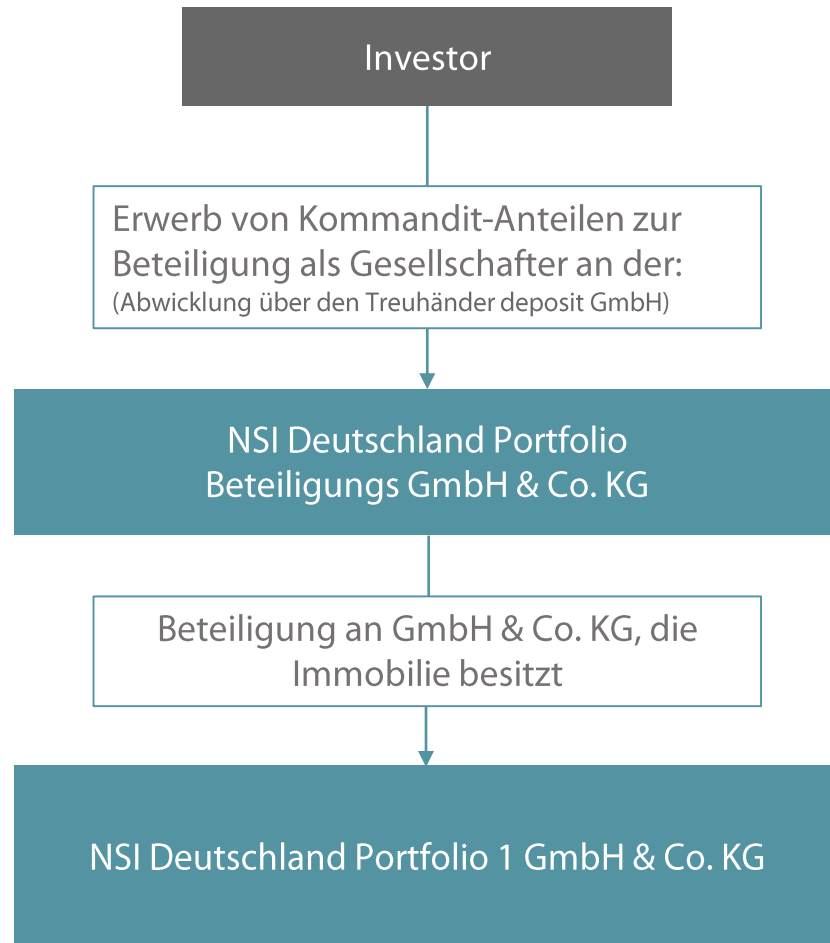 Investor
Erwerb von Kommandit-Anteilen zur
Beteiligung als Gesellschafter an der:
(Abwicklung über den Treuhänder deposit GmbH)
NSI Deutschland Portfolio
Beteiligungs GmbH & Co. KG
Beteiligung an GmbH & Co. KG, die
Immobilie besitzt
NSI Deutschland Portfolio 1 GmbH & Co. KG